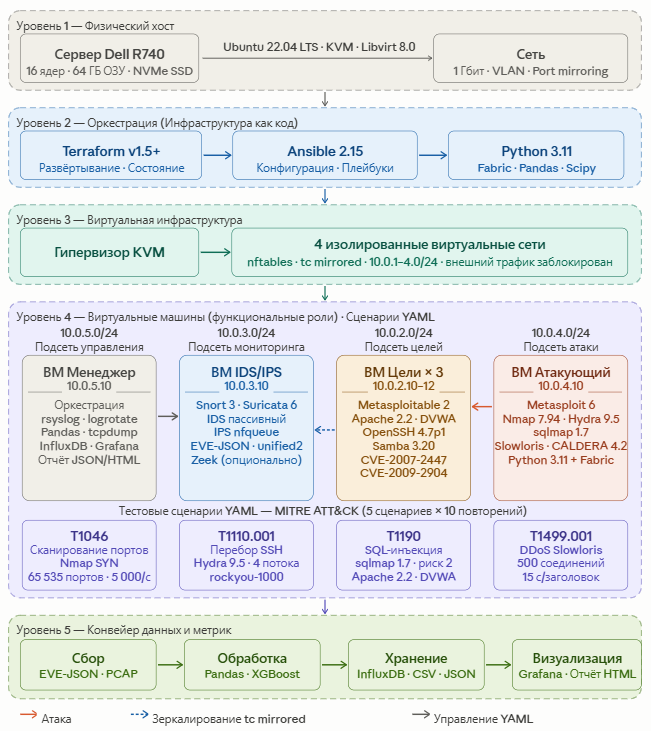 Уровень 1 — Физический хост
Сервер Dell R740
16 ядер · 64 ГБ ОЗУ · NVMe SSD
Ubuntu 22.04 LTS · KVM · Libvirt 8.0
Сеть
1 Гбит · VLAN · Port mirroring
Уровень 2 — Оркестрация (Инфраструктура как код)
Terraform v1.5+
Развёртывание · Состояние
Ansible 2.15
Конфигурация · Плейбуки
Python 3.11
Fabric · Pandas · Scipy
Уровень 3 — Виртуальная инфраструктура
Гипервизор KVM
4 изолированные виртуальные сети
nftables · tc mirrored · 10.0.1–4.0/24 · внешний трафик заблокирован
Уровень 4 — Виртуальные машины (функциональные роли) · Сценарии YAML
10.0.5.0/24
Подсеть управления
ВМ Менеджер
10.0.5.10
Оркестрация
rsyslog · logrotate
Pandas · tcpdump
InfluxDB · Grafana
Отчёт JSON/HTML
10.0.3.0/24
Подсеть мониторинга
ВМ IDS/IPS
10.0.3.10
Snort 3 · Suricata 6
IDS пассивный
IPS nfqueue
EVE-JSON · unified2
Zeek (опционально)
10.0.2.0/24
Подсеть целей
ВМ Цели × 3
10.0.2.10–12
Metasploitable 2
Apache 2.2 · DVWA
OpenSSH 4.7p1
Samba 3.20
CVE-2007-2447
CVE-2009-2904
10.0.4.0/24
Подсеть атаки
ВМ Атакующий
10.0.4.10
Metasploit 6
Nmap 7.94 · Hydra 9.5
sqlmap 1.7
Slowloris · CALDERA 4.2
Python 3.11 + Fabric
Тестовые сценарии YAML — MITRE ATT&CK (5 сценариев × 10 повторений)
T1046
Сканирование портов
Nmap SYN
65 535 портов · 5 000/с
T1110.001
Перебор SSH
Hydra 9.5 · 4 потока
rockyou-1000
T1190
SQL-инъекция
sqlmap 1.7 · риск 2
Apache 2.2 · DVWA
T1499.001
DDoS Slowloris
500 соединений
15 с/заголовок
Уровень 5 — Конвейер данных и метрик
Сбор
EVE-JSON · PCAP
Обработка
Pandas · XGBoost
Хранение
InfluxDB · CSV · JSON
Визуализация
Grafana · Отчёт HTML
Атака
Зеркалирование tc mirrored
Управление YAML